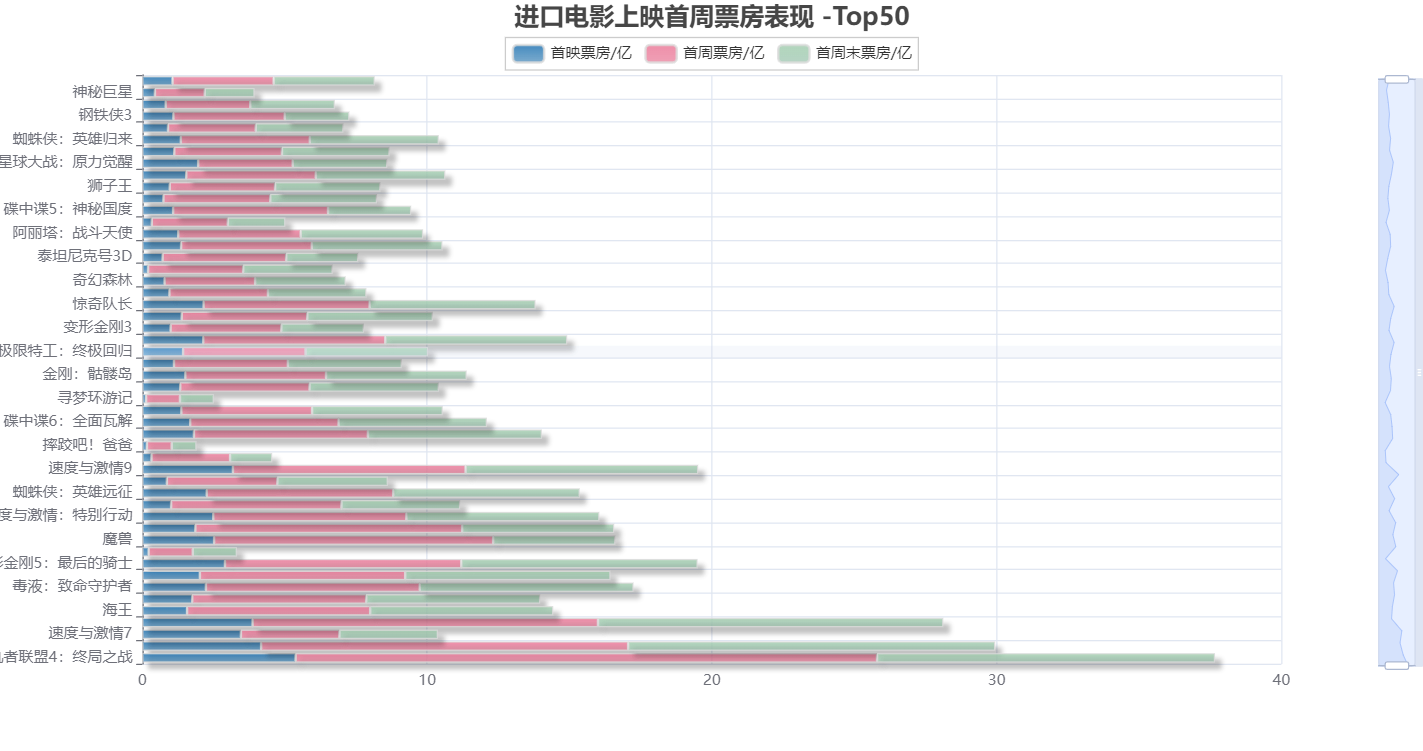 进口电影上映首周票房表现 -Top50
首映票房/亿 首周票房/亿 首周末票房/亿
神秘巨星
钢铁侠3
蜘蛛侠：英雄归来
星球大战：原力觉醒
狮子王
碟中谍5：神秘国度
阿丽塔：战斗天使
泰坦尼克号3D
奇幻森林
惊奇队长
变形金刚3
极限特工：终极回归
金刚：骷髅岛
寻梦环游记
碟中谍6：全面瓦解
摔跤吧！爸爸
速度与激情9
蜘蛛侠：英雄远征
度与激情：特别行动
魔兽
金刚5：最后的骑士
毒液：致命守护者
海王
速度与激情7
者联盟4：终局之战
0 10 20 30 40